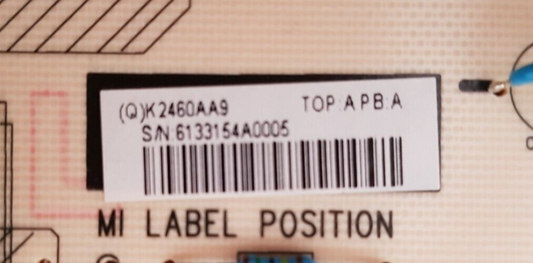 (Q)K2460AA9 TOP:A PB:A
S/N 6133154A0005
MI LABEL POSITION